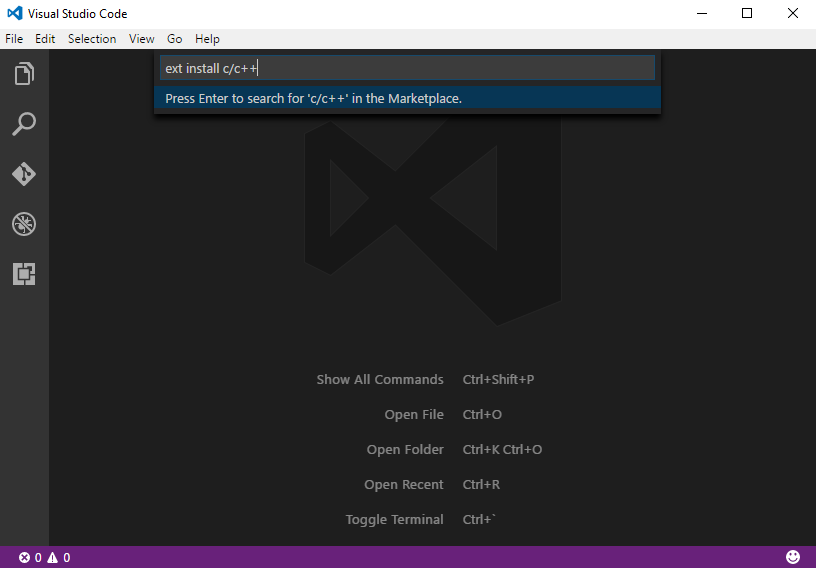 Visual Studio Code
File Edit Selection View Go Help
ext install c/c++
Press Enter to search for 'c/c++' in the Marketplace.
Show All Commands Ctrl+Shift+P
Open File Ctrl+O
Open Folder Ctrl+K Ctrl+O
Open Recent Ctrl+R
Toggle Terminal Ctrl+`
0 0